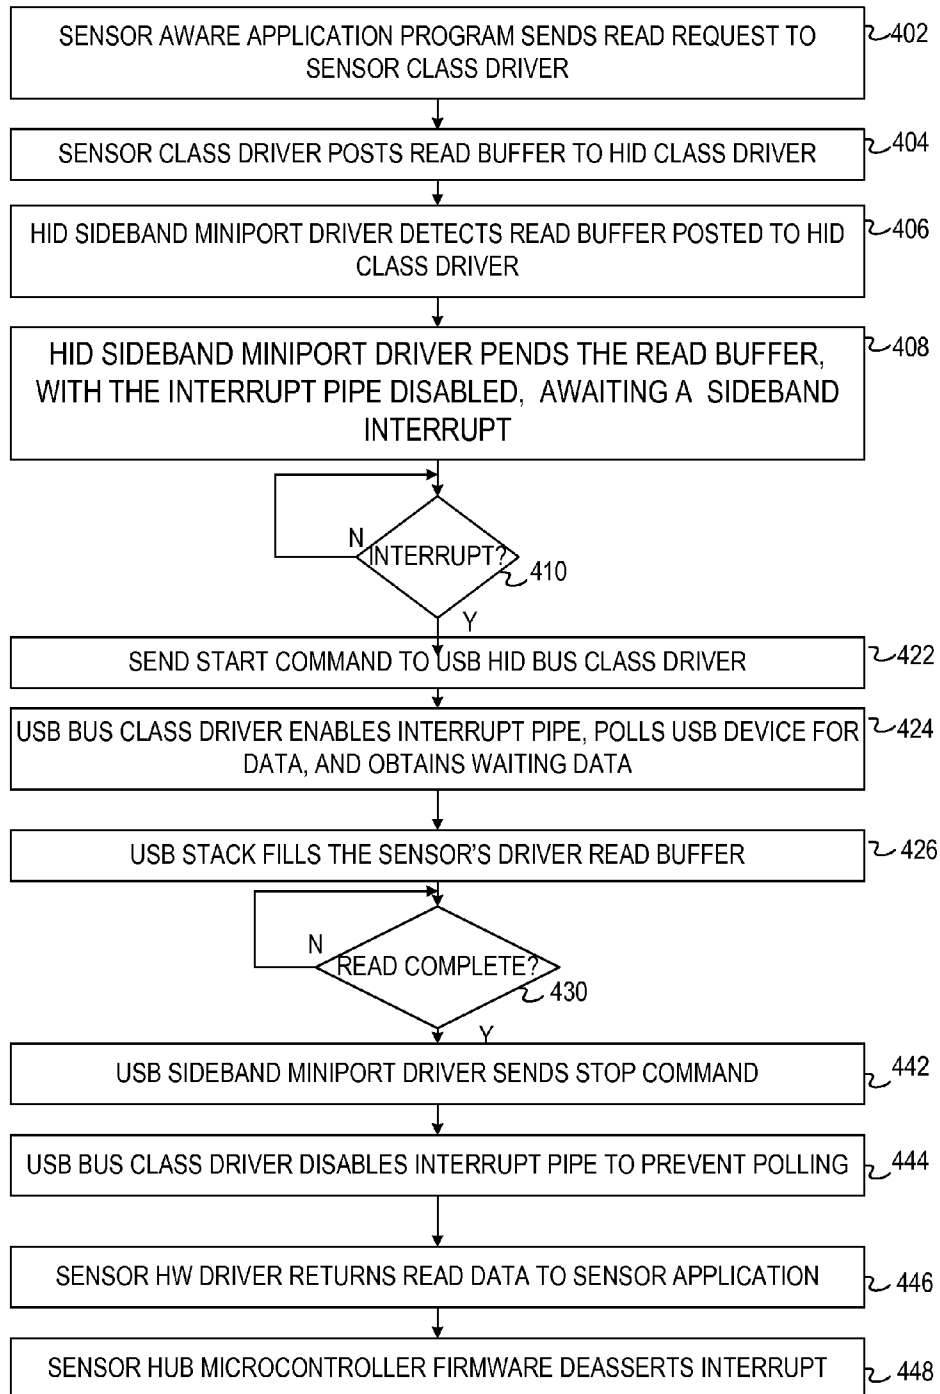 SENSOR AWARE APPLICATION PROGRAM SENDS READ REQUEST TO
SENSOR CLASS DRIVER
402
SENSOR CLASS DRIVER POSTS READ BUFFER TO HID CLASS DRIVER
404
HID SIDEBAND MINIPORT DRIVER DETECTS READ BUFFER POSTED TO HID
CLASS DRIVER
406
HID SIDEBAND MINIPORT DRIVER PENDS THE READ BUFFER,
WITH THE INTERRUPT PIPE DISABLED, AWAITING A SIDEBAND
INTERRUPT
408
N
INTERRUPT?
410
Y
SEND START COMMAND TO USB HID BUS CLASS DRIVER
422
USB BUS CLASS DRIVER ENABLES INTERRUPT PIPE, POLLS USB DEVICE FOR
DATA, AND OBTAINS WAITING DATA
424
USB STACK FILLS THE SENSOR'S DRIVER READ BUFFER
426
N
READ COMPLETE?
430
Y
USB SIDEBAND MINIPORT DRIVER SENDS STOP COMMAND
442
USB BUS CLASS DRIVER DISABLES INTERRUPT PIPE TO PREVENT POLLING
444
SENSOR HW DRIVER RETURNS READ DATA TO SENSOR APPLICATION
446
SENSOR HUB MICROCONTROLLER FIRMWARE DEASSERTS INTERRUPT
448